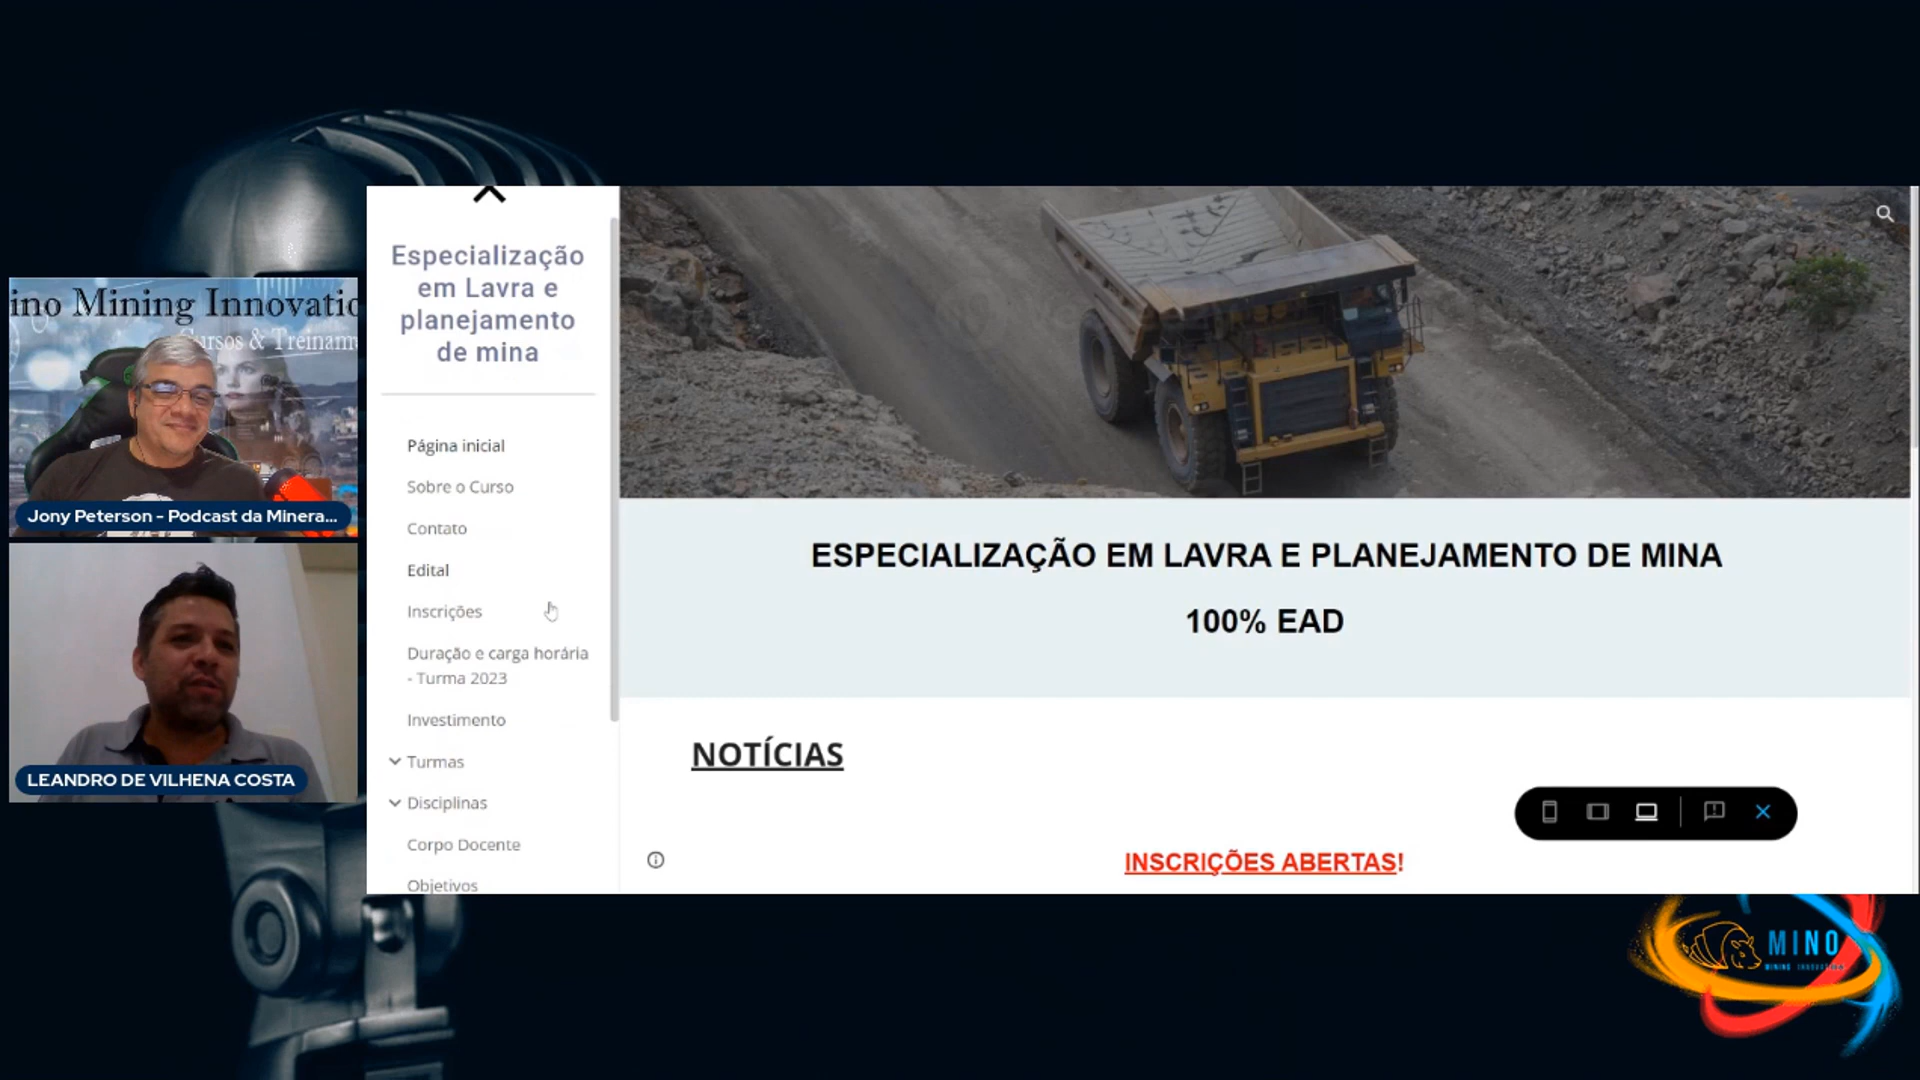 ino Mining Innovatio
Cursos & Treinam
Jony Peterson - Podcast da Minera...
LEANDRO DE VILHENA COSTA
Especialização
em Lavra e
planejamento
de mina
Página inicial
Sobre o Curso
Contato
Edital
Inscrições
Duração e carga horária
- Turma 2023
Investimento
Turmas
Disciplinas
Corpo Docente
Objetivos
ESPECIALIZAÇÃO EM LAVRA E PLANEJAMENTO DE MINA
100% EAD
NOTÍCIAS
INSCRIÇÕES ABERTAS!
MINO